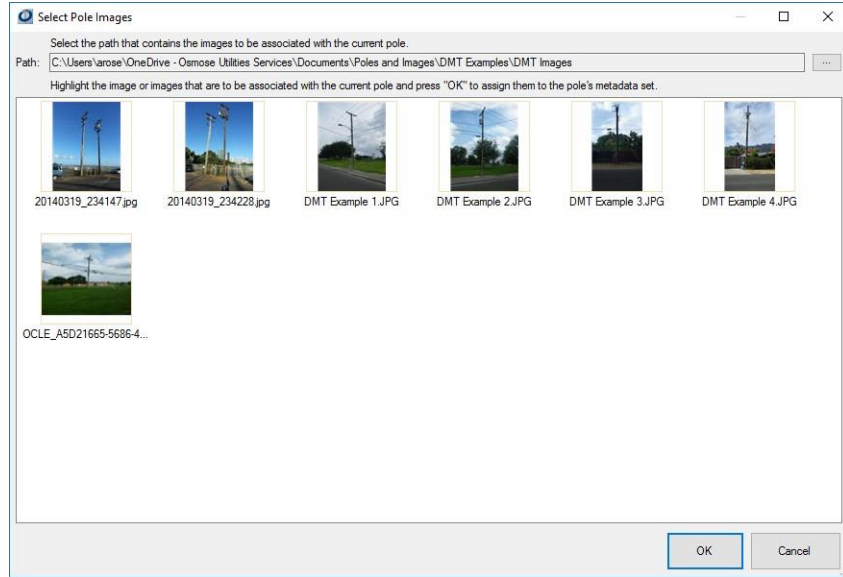 Select Pole Images
Select the path that contains the images to be associated with the current pole.
Path: C:\Users\arose\OneDrive - Osmose Utilities Services\Documents\Poles and Images\DMT Examples\DMT Images ...
Highlight the image or images that are to be associated with the current pole and press "OK" to assign them to the pole's metadata set.
20140319_234147.jpg 20140319_234228.jpg DMT Example 1.JPG DMT Example 2.JPG DMT Example 3.JPG DMT Example 4.JPG
OCLE_A5D21665-5686-4...
OK Cancel